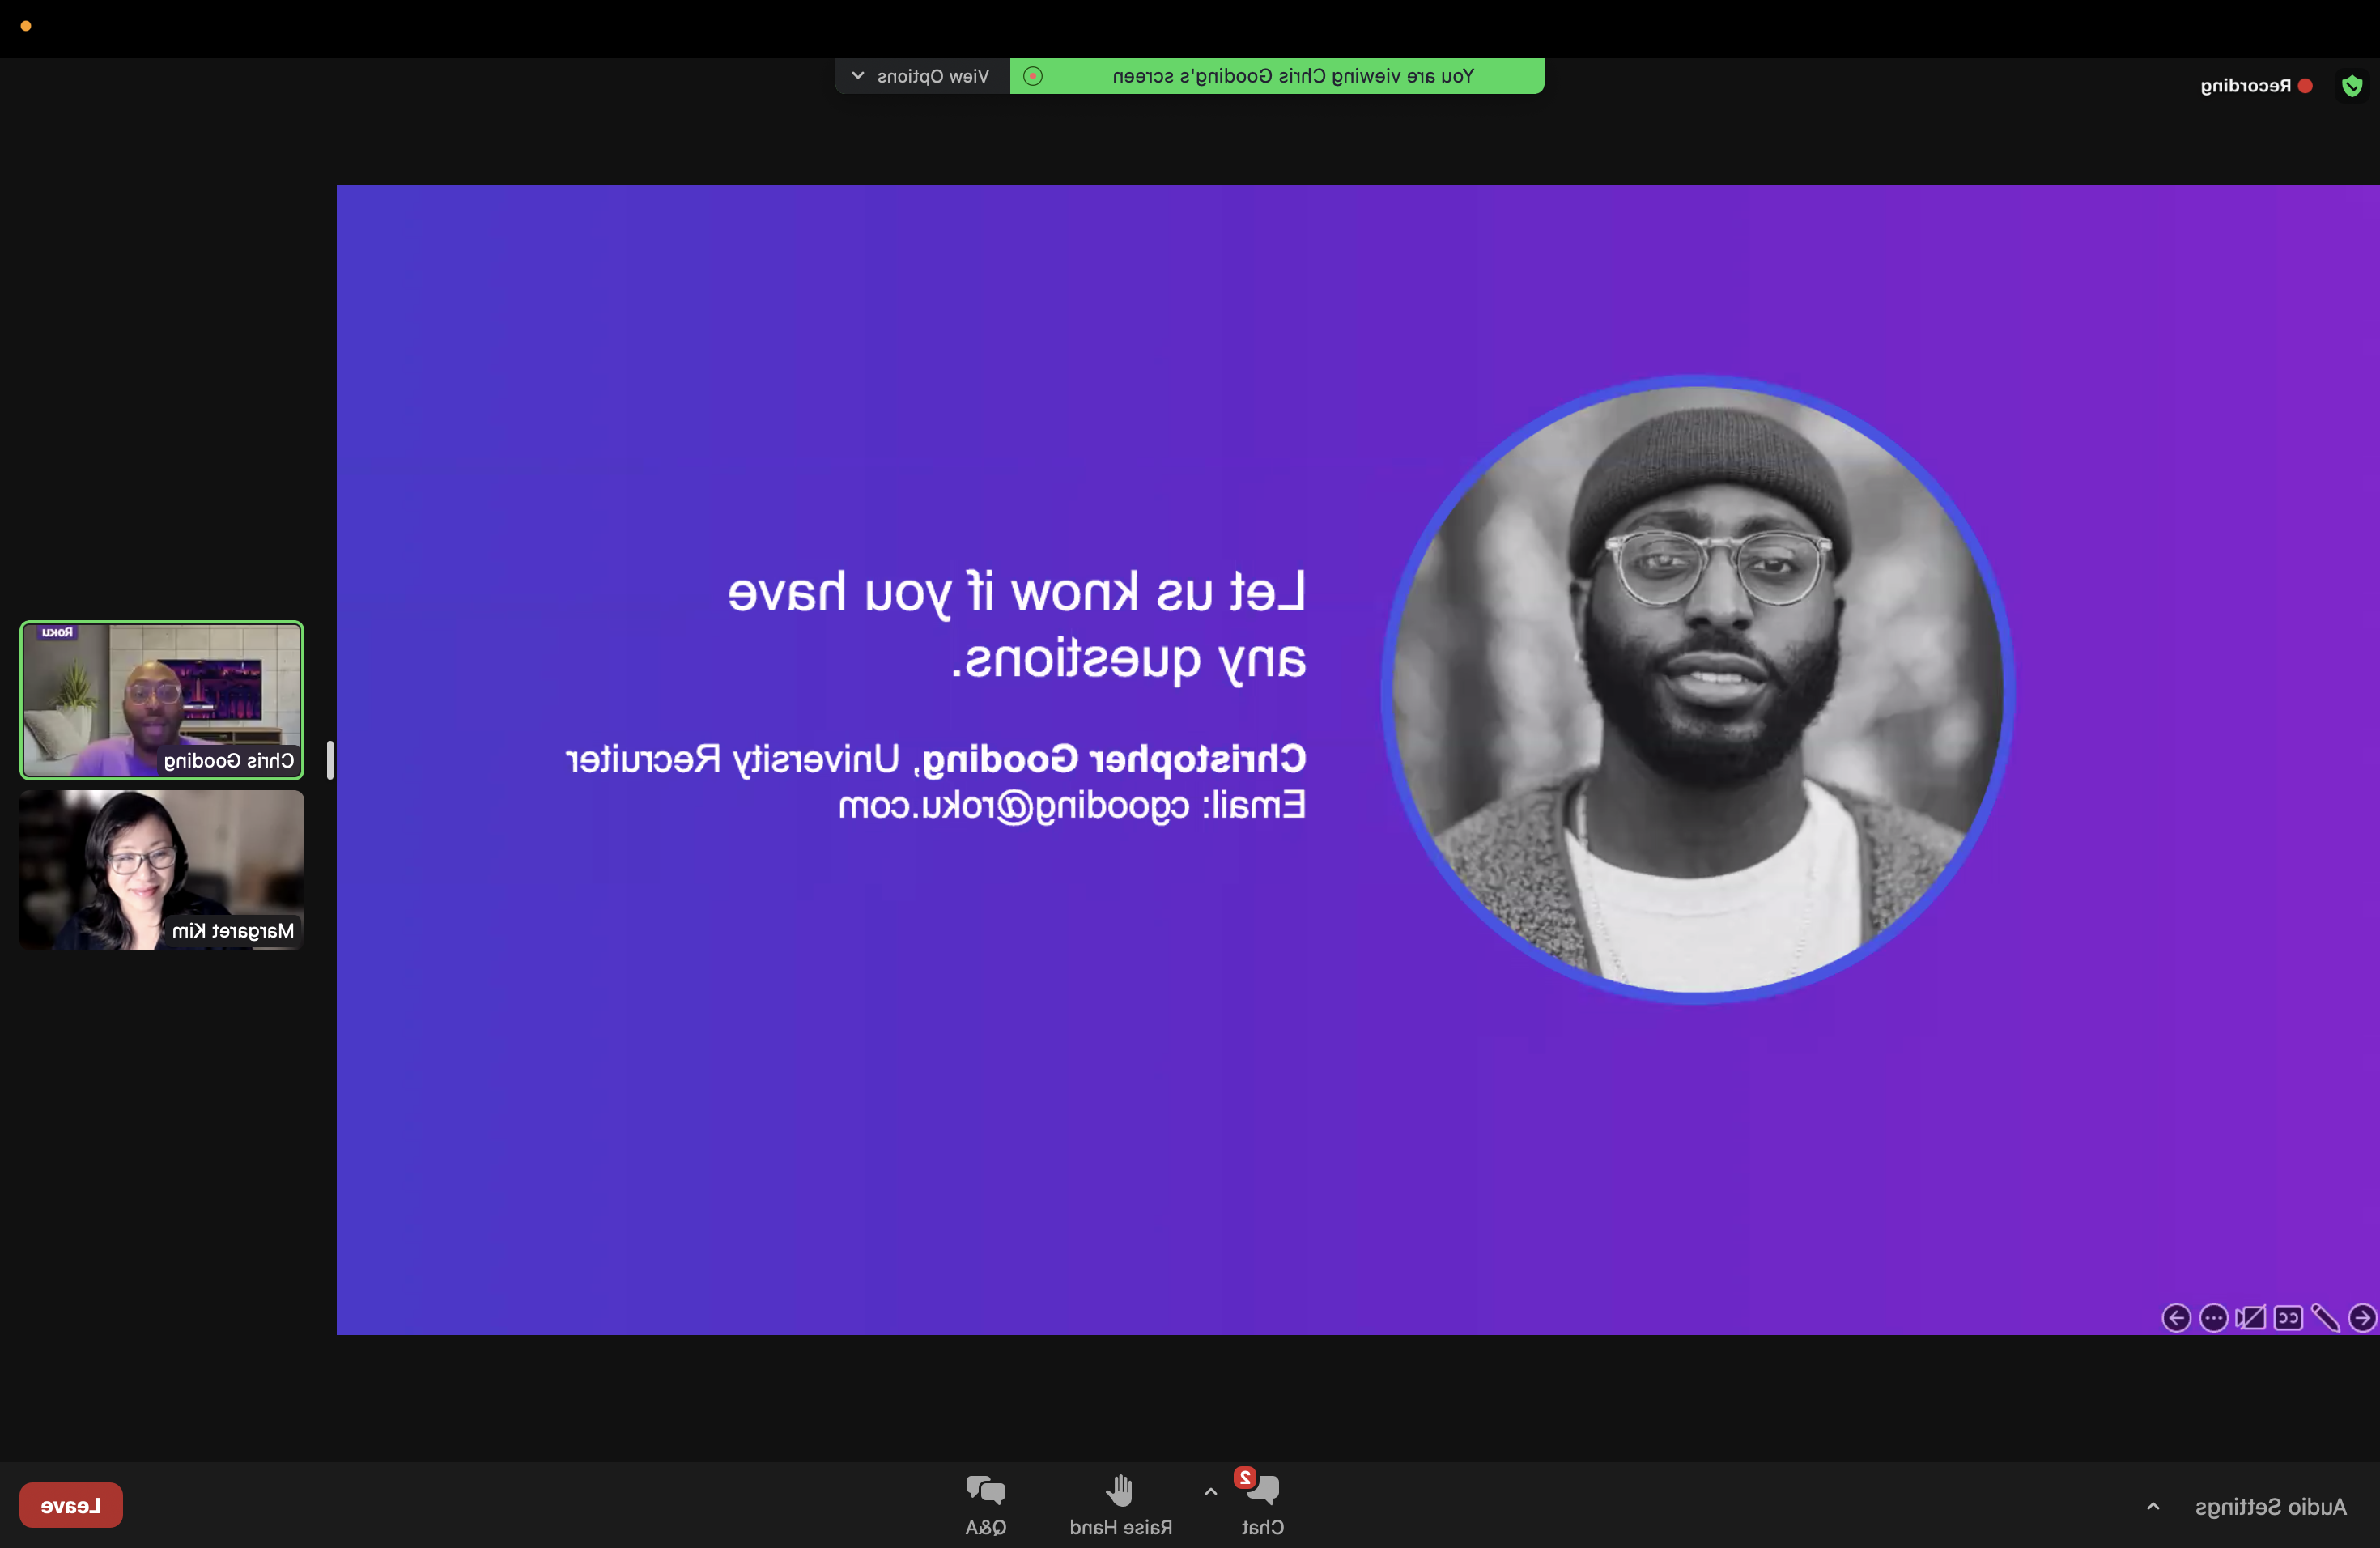 Recording
You are viewing Chris Gooding's screen
View Options
Let us know if you have
any questions.
Christopher Gooding, University Recruiter
Email: cgooding@roku.com
ROKU
Chris Gooding
Margaret Kim
CC
Audio Settings
2
Chat
Raise Hand
Q&A
Leave